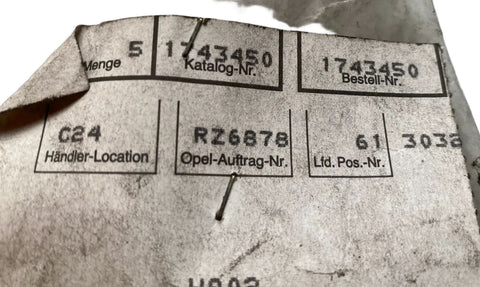 5 1743450 1743450
Menge Katalog-Nr. Bestell-Nr.
C24 RZ6878 61 3032
Händler-Location Opel-Auftrag-Nr. Lfd. Pos.-Nr.